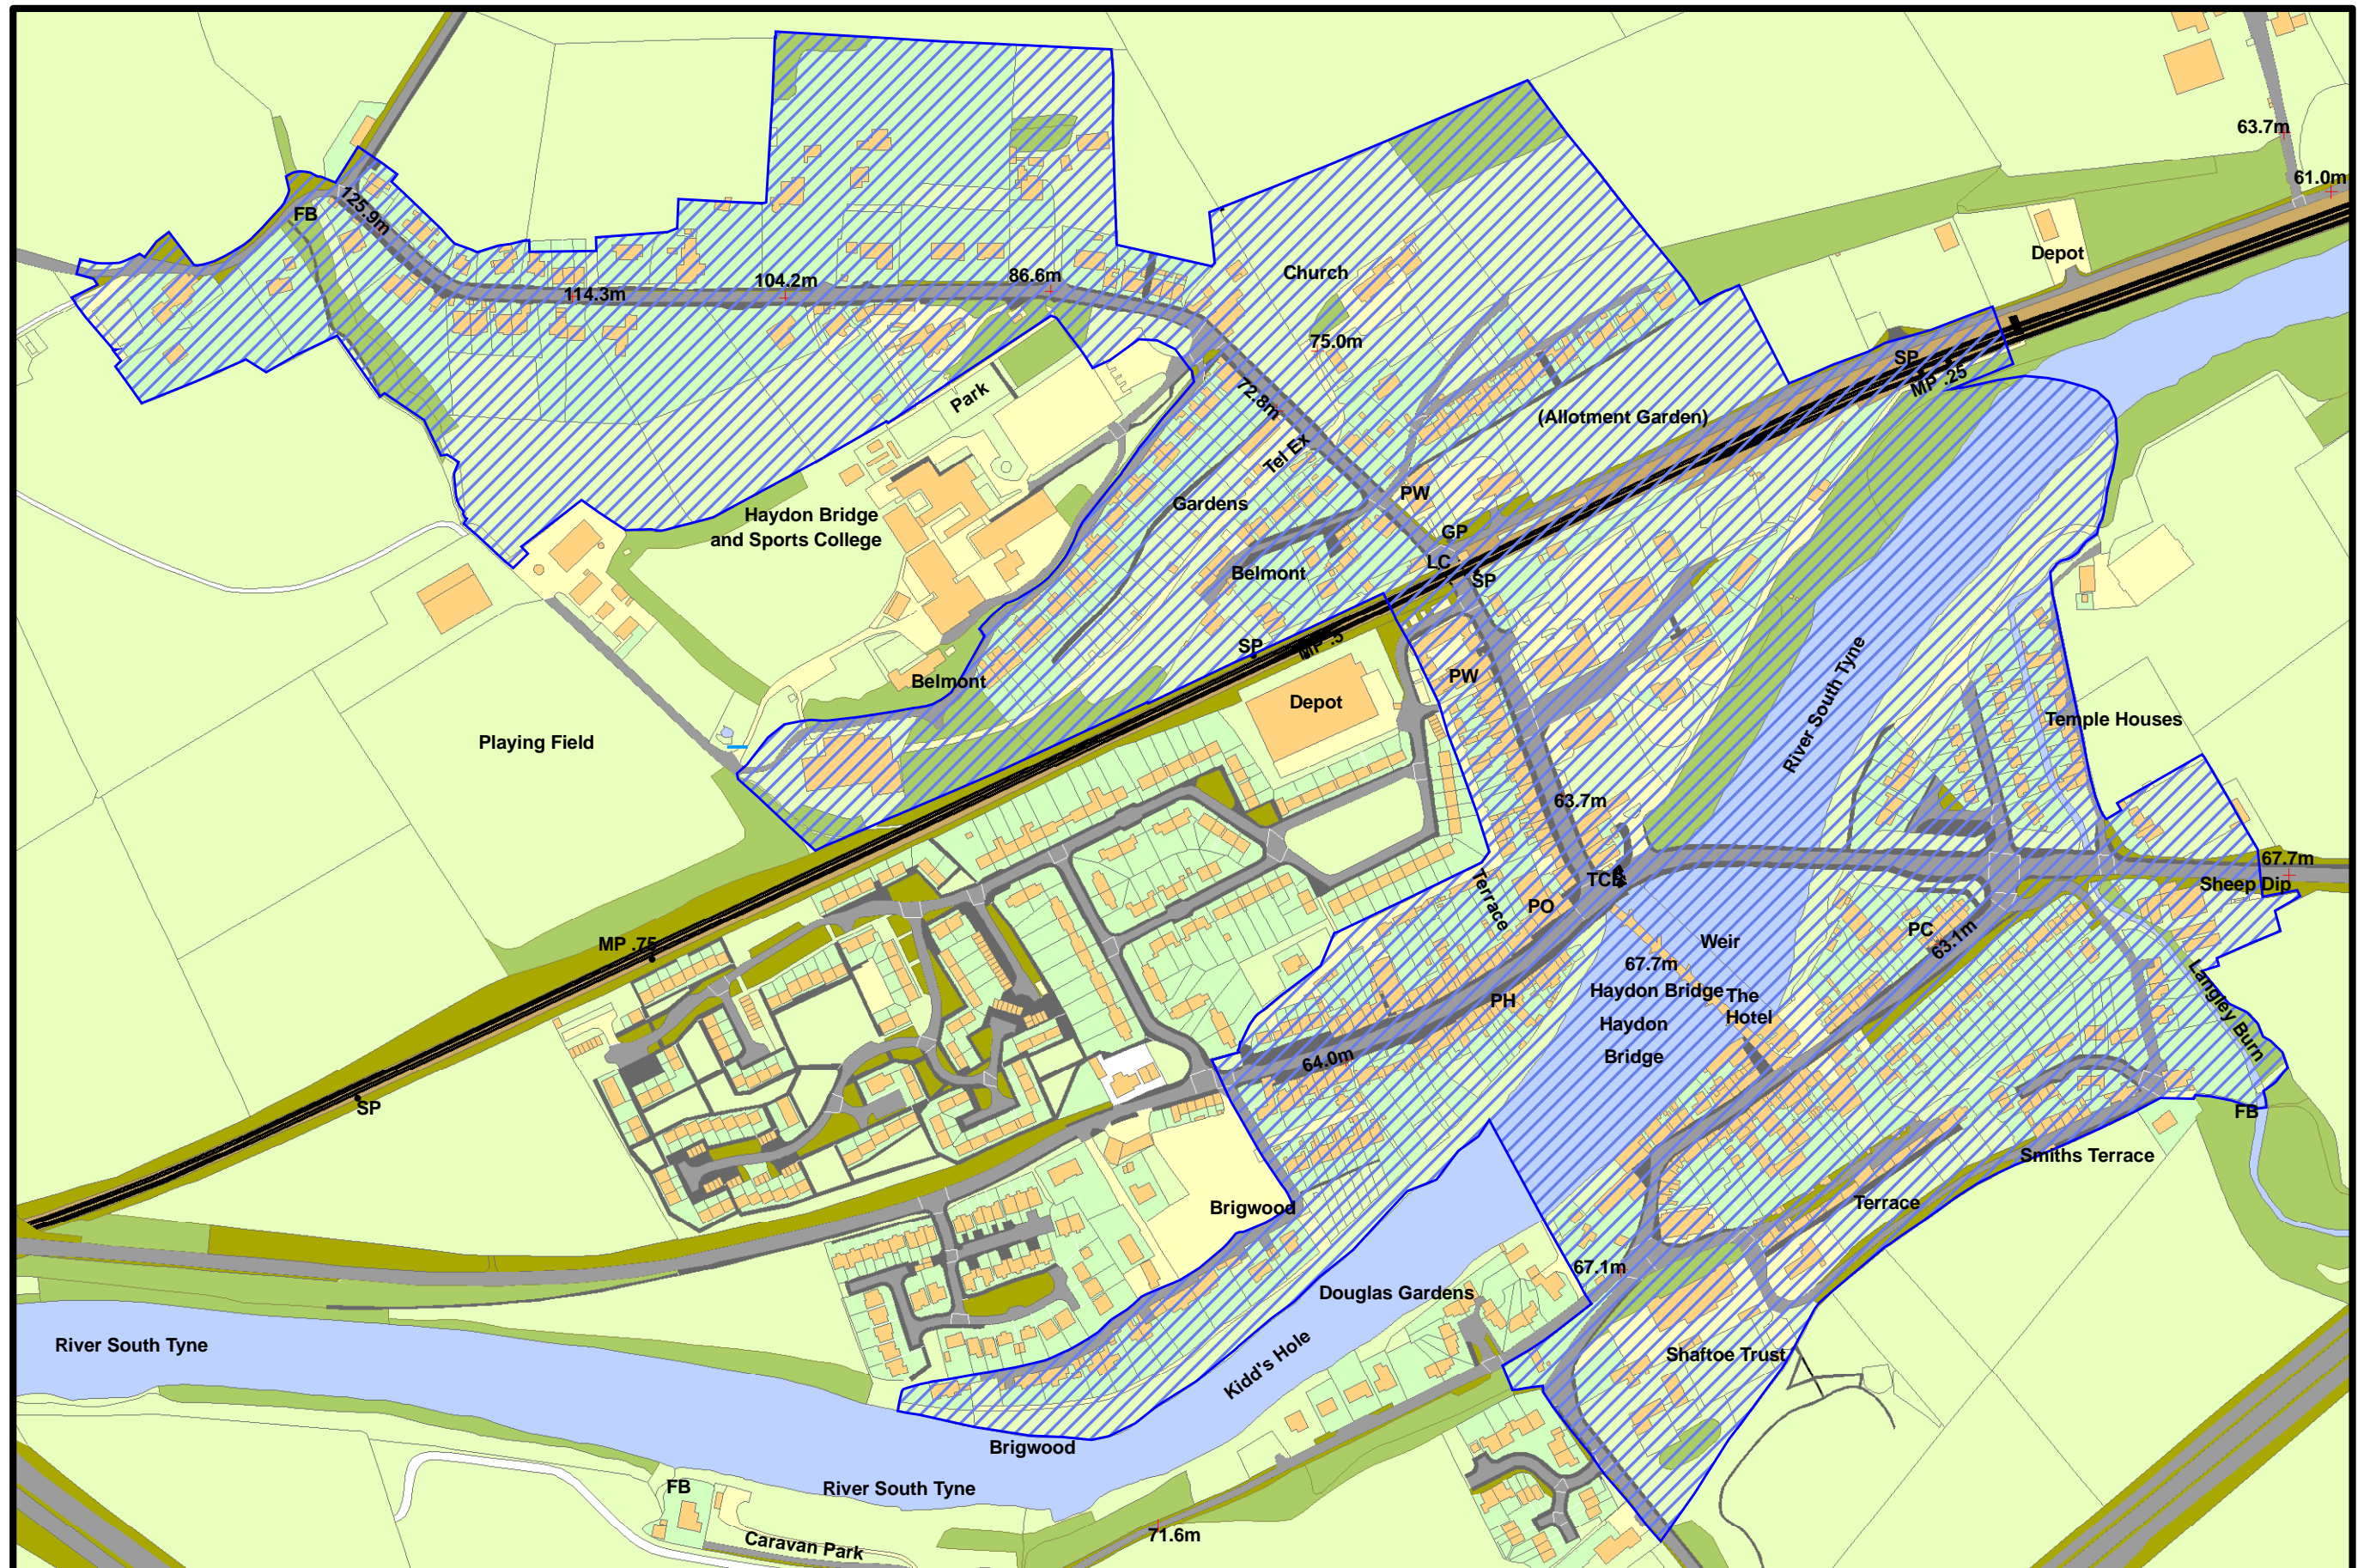 63.7m
61.0m
FB
125.9m
Depot
Church
86.6m
104.2m
114.3m
75.0m
SP
MP .25
72.8m
Park
(Allotment Garden)
Tel Ex
PW
Gardens
Haydon Bridge
and Sports College
GP
LC
SP
Belmont
SP
MP .5
Belmont
PW
Depot
River South Tyne
Temple Houses
Playing Field
63.7m
67.7m
TCB
Sheep Dip
Terrace
PO
PC
63.1m
Weir
MP .75
67.7m
Haydon Bridge
The
Hotel
PH
Haydon
Bridge
Langley Burn
64.0m
SP
FB
Smiths Terrace
Terrace
Brigwood
67.1m
Douglas Gardens
River South Tyne
Shaftoe Trust
Kidd's Hole
Brigwood
River South Tyne
FB
71.6m
Caravan Park